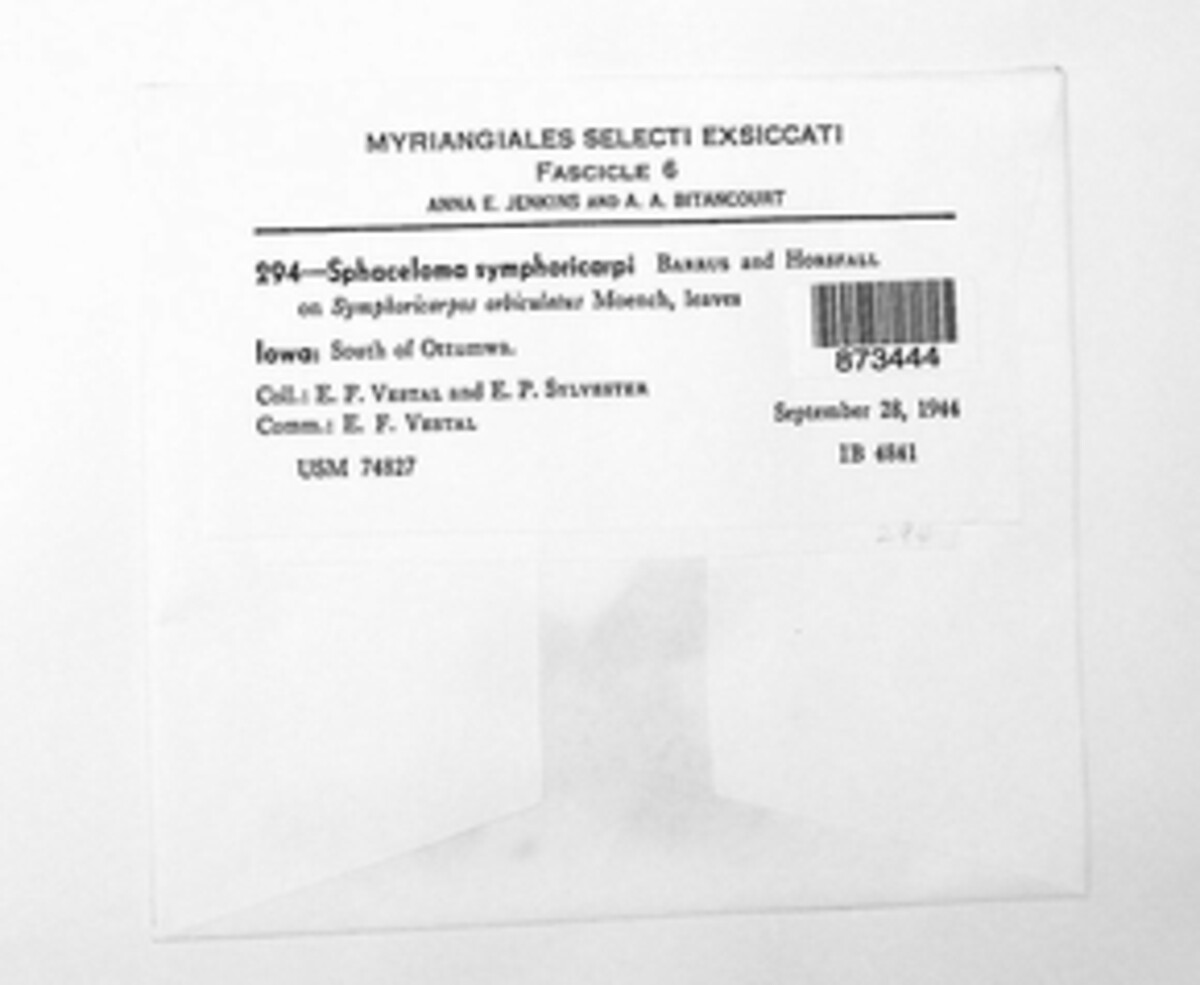 MYRIANGIALES SELECTI EXSICCATI
FASCICLE 6
ANNA E. JENKINS AND A. A. BITANCOURT
294—Sphaceloma symphoricarpi BARRUS and HORSFALL
on Symphoricarpos orbiculatus Moench, leaves
Iowa: South of Ottumwa.
873444
Coll.: E. F. VESTAL and E. P. SYLVESTER
September 28, 1944
Comm.: E. F. VESTAL
USM 74827
IB 4841